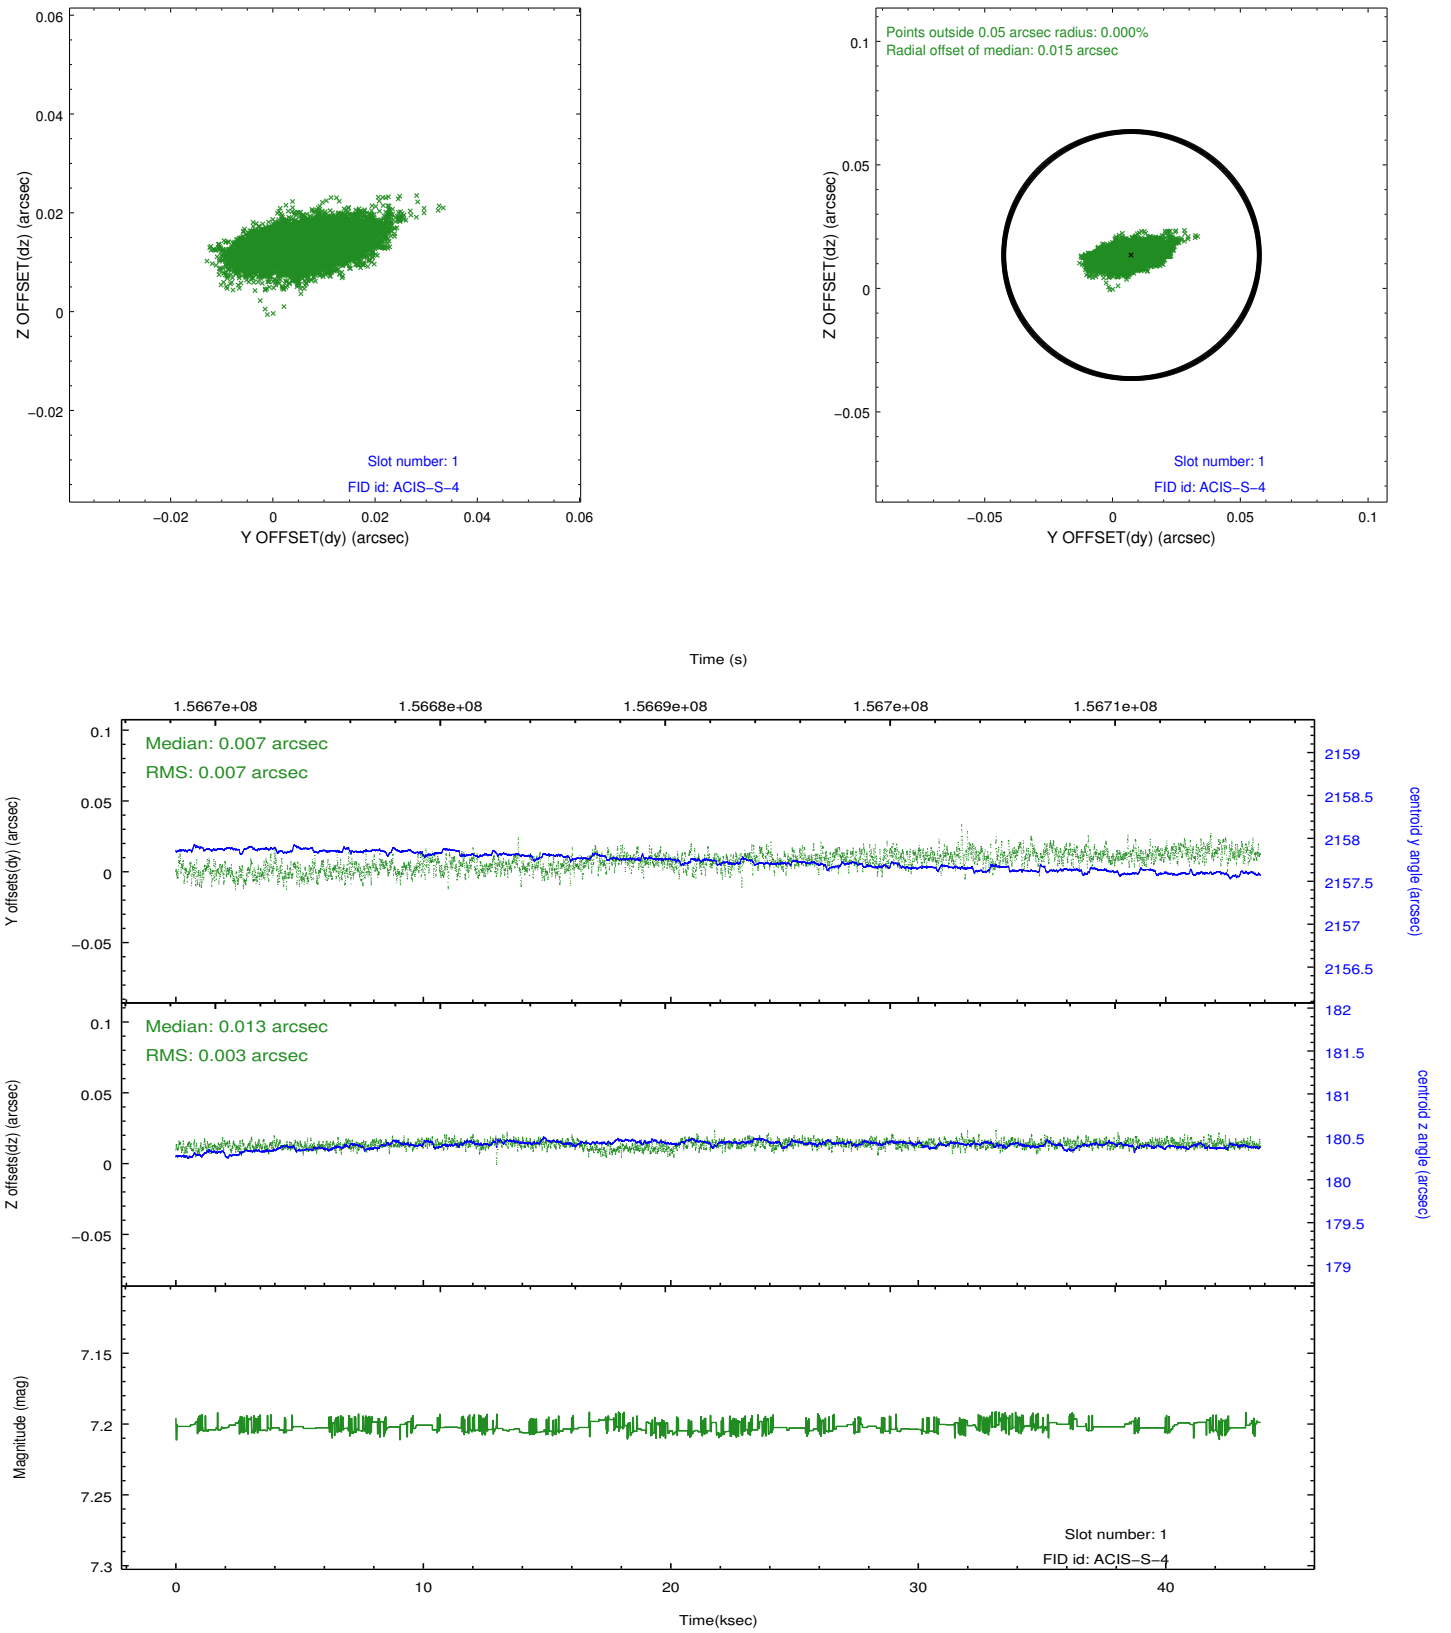 0.06
0.04
0.02
0
−0.02
Z OFFSET(dz) (arcsec)
Slot number: 1
FID id: ACIS−S−4
−0.02 0 0.02 0.04 0.06
Y OFFSET(dy) (arcsec)
Points outside 0.05 arcsec radius: 0.000%
Radial offset of median: 0.015 arcsec
0.1
0.05
0
−0.05
Z OFFSET(dz) (arcsec)
Slot number: 1
FID id: ACIS−S−4
−0.05 0 0.05 0.1
Y OFFSET(dy) (arcsec)
Time (s)
1.5667e+08 1.5668e+08 1.5669e+08 1.567e+08 1.5671e+08
Median: 0.007 arcsec
RMS: 0.007 arcsec
0.1
0.05
0
−0.05
Y offsets(dy) (arcsec)
2159
2158.5
2158
2157.5
2157
2156.5
centroid y angle (arcsec)
Median: 0.013 arcsec
RMS: 0.003 arcsec
0.1
0.05
0
−0.05
Z offsets(dz) (arcsec)
182
181.5
181
180.5
180
179.5
179
centroid z angle (arcsec)
7.15
7.2
7.25
7.3
Magnitude (mag)
Slot number: 1
FID id: ACIS−S−4
0 10 20 30 40
Time(ksec)